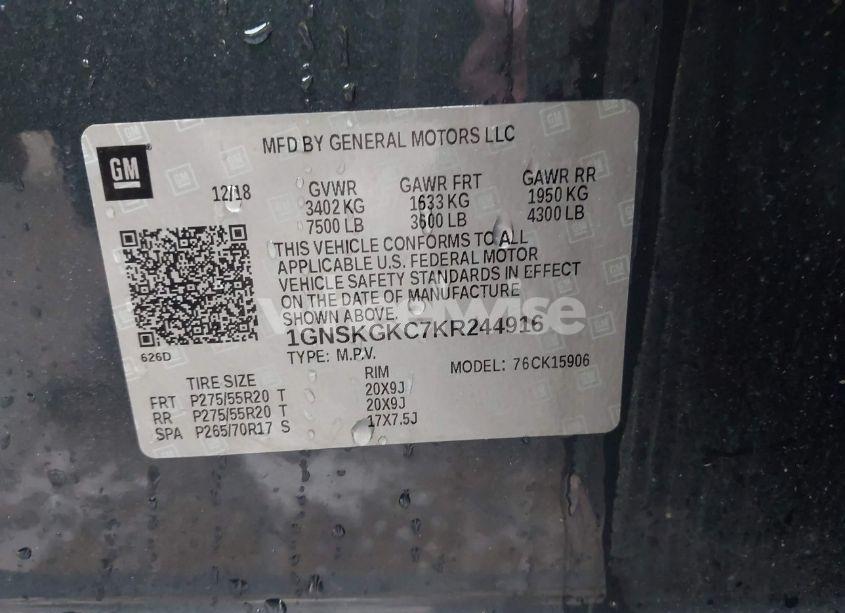 GM
MFD BY GENERAL MOTORS LLC
12/18 GVWR GAWR FRT GAWR RR
3402 KG 1633 KG 1950 KG
7500 LB 3600 LB 4300 LB
THIS VEHICLE CONFORMS TO ALL
APPLICABLE U.S. FEDERAL MOTOR
VEHICLE SAFETY STANDARDS IN EFFECT
ON THE DATE OF MANUFACTURE
SHOWN ABOVE.
1GNSKGKC7KR244916
626D
TYPE: M.P.V. MODEL: 76CK15906
TIRE SIZE RIM
FRT P275/55R20 T 20X9J
RR P275/55R20 T 20X9J
SPA P265/70R17 S 17X7.5J